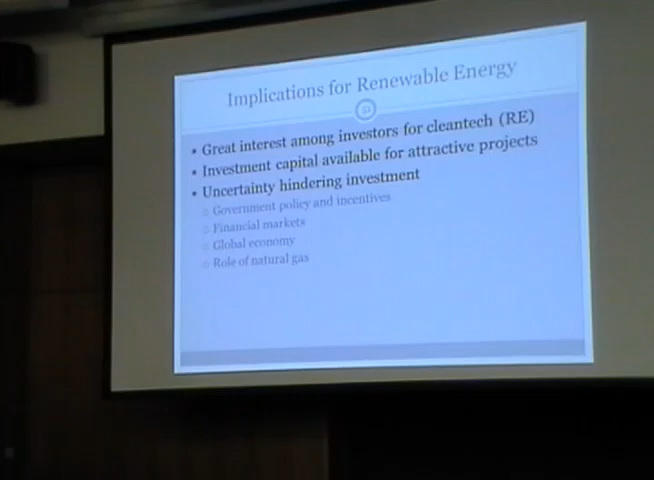 Implications for Renewable Energy
• Great interest among investors for cleantech (RE)
• Investment capital available for attractive projects
• Uncertainty hindering investment
○ Government policy and incentives
○ Financial markets
○ Global economy
○ Role of natural gas